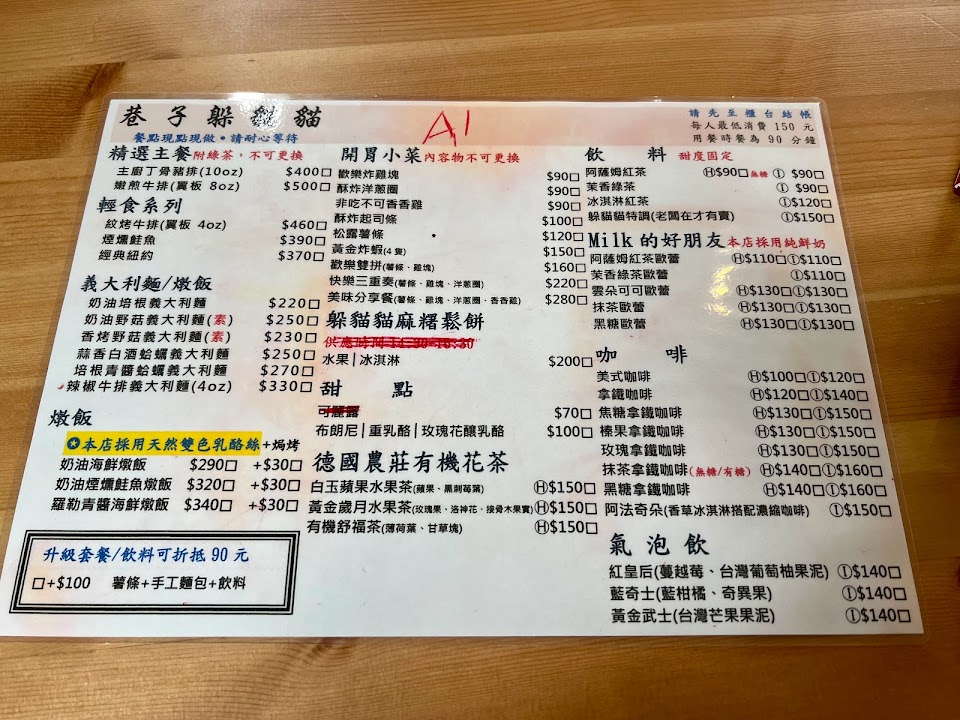 巷子躲貓貓
餐點現點現做。請耐心等待
A1
請先至櫃台結帳
每人最低消費 150 元
用餐時餐為 90 分鐘
精選主餐附綠茶，不可更換
主廚丁骨豬排(10oz) $400□
嫩煎牛排(翼板 8oz) $500□
輕食系列
紋烤牛排(翼板 4oz) $460□
煙燻鮭魚 $390□
經典紐約 $370□
義大利麵/燉飯
奶油培根義大利麵 $220□
奶油野菇義大利麵(素) $250□
香烤野菇義大利麵(素) $230□
蒜香白酒蛤蠣義大利麵 $250□
培根青醬蛤蠣義大利麵 $270□
辣椒牛排義大利麵(4oz) $330□
燉飯
✪本店採用天然雙色乳酪絲+焗烤
奶油海鮮燉飯 $290□ +$30□
奶油煙燻鮭魚燉飯 $320□ +$30□
羅勒青醬海鮮燉飯 $340□ +$30□
升級套餐/飲料可折抵 90 元
□+$100 薯條+手工麵包+飲料
開胃小菜內容物不可更換
歡樂炸雞塊 $90□
酥炸洋蔥圈 $90□
非吃不可香香雞 $90□
酥炸起司條 $100□
松露薯條 $120□
黃金炸蝦(4隻) $150□
歡樂雙拼(薯條、雞塊) $160□
快樂三重奏(薯條、雞塊、洋蔥圈) $220□
美味分享餐(薯條、雞塊、洋蔥圈、香香雞) $280□
躲貓貓麻糬鬆餅
供應時間14:30-16:30
水果|冰淇淋 $200□
甜點
可麗露 $70□
布朗尼|重乳酪|玫瑰花釀乳酪 $100□
德國農莊有機花茶
白玉蘋果水果茶(蘋果、黑刺莓葉) Ⓗ$150□
黃金歲月水果茶(玫瑰果、洛神花、接骨木果實) Ⓗ$150□
有機舒福茶(薄荷葉、甘草塊) Ⓗ$150□
飲料 甜度固定
阿薩姆紅茶 Ⓗ$90□無糖 Ⓘ $90□
茉香綠茶 Ⓘ $90□
冰淇淋紅茶 Ⓘ$120□
躲貓貓特調(老闆在才有賣) Ⓘ$150□
Milk 的好朋友本店採用純鮮奶
阿薩姆紅茶歐蕾 Ⓗ$110□Ⓘ$110□
茉香綠茶歐蕾 Ⓘ$110□
雲朵可可歐蕾 Ⓗ$130□Ⓘ$130□
抹茶歐蕾 Ⓗ$130□Ⓘ$130□
黑糖歐蕾 Ⓗ$130□Ⓘ$130□
咖啡
美式咖啡 Ⓗ$100□Ⓘ$120□
拿鐵咖啡 Ⓗ$120□Ⓘ$140□
焦糖拿鐵咖啡 Ⓗ$130□Ⓘ$150□
榛果拿鐵咖啡 Ⓗ$130□Ⓘ$150□
玫瑰拿鐵咖啡 Ⓗ$130□Ⓘ$150□
抹茶拿鐵咖啡(無糖/有糖) Ⓗ$140□Ⓘ$160□
黑糖拿鐵咖啡 Ⓗ$140□Ⓘ$160□
阿法奇朵(香草冰淇淋搭配濃縮咖啡) Ⓘ$150□
氣泡飲
紅皇后(蔓越莓、台灣葡萄柚果泥) Ⓘ$140□
藍奇士(藍柑橘、奇異果) Ⓘ$140□
黃金武士(台灣芒果果泥) Ⓘ$140□